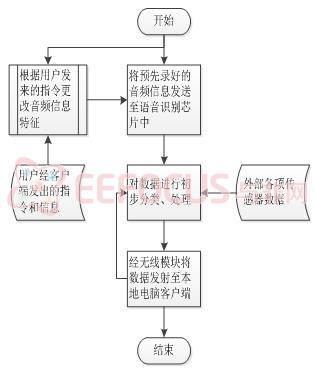 开始
根据用户发
来的指令更
改音频信息
特征
将预先录好的
音频信息发送
至语音识别芯
片中
用户经客户
端发出的指
令和信息
对数据进行初
步分类、处理
外部各项传
感器数据
经无线模块将
数据发射至本
地电脑客户端
结束
EEFOCUS